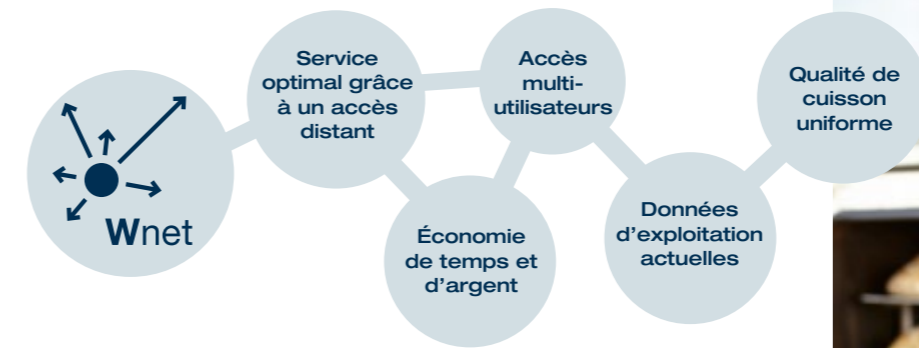 Wnet
Service
optimal grâce
à un accès
distant
Économie
de temps et
d’argent
Accès
multi-
utilisateurs
Données
d’exploitation
actuelles
Qualité de
cuisson
uniforme